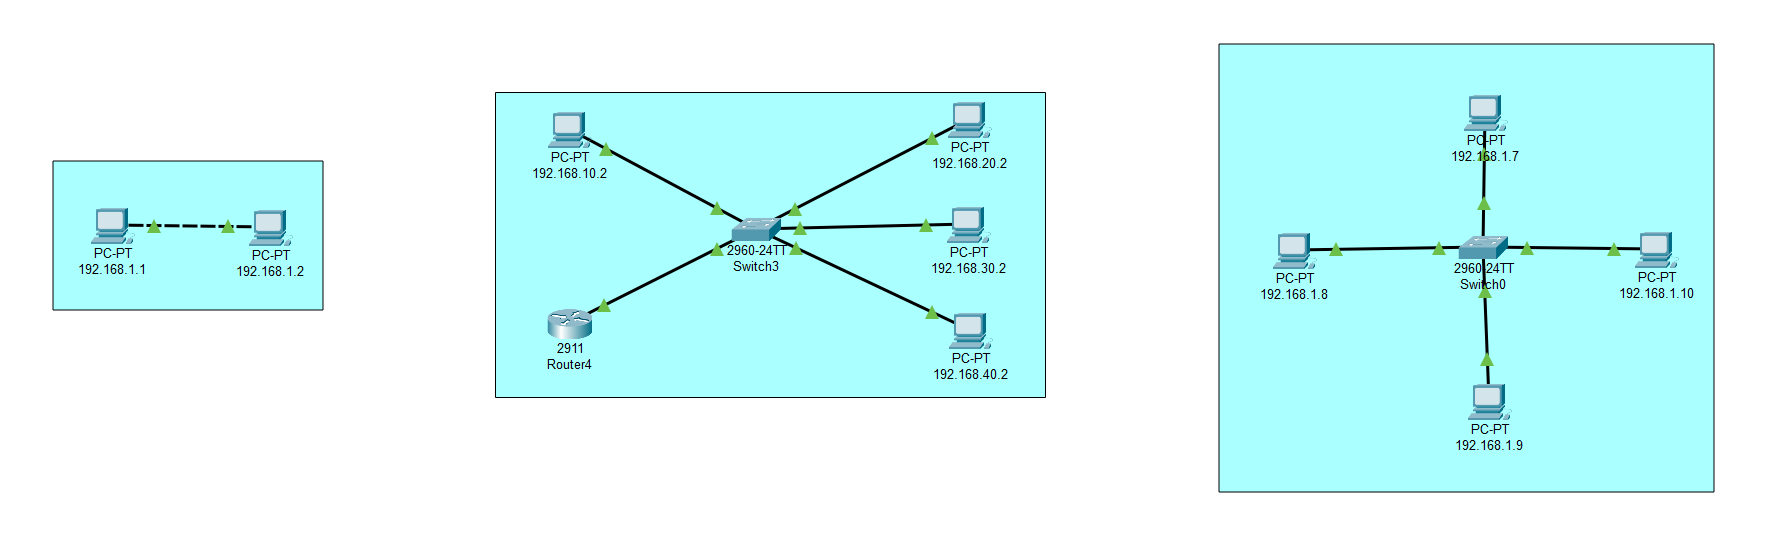 PC-PT
192.168.1.1
PC-PT
192.168.1.2
PC-PT
192.168.10.2
PC-PT
192.168.20.2
2960-24TT
Switch3
PC-PT
192.168.30.2
2911
Router4
PC-PT
192.168.40.2
PC-PT
192.168.1.7
PC-PT
192.168.1.8
2960-24TT
Switch0
PC-PT
192.168.1.10
PC-PT
192.168.1.9